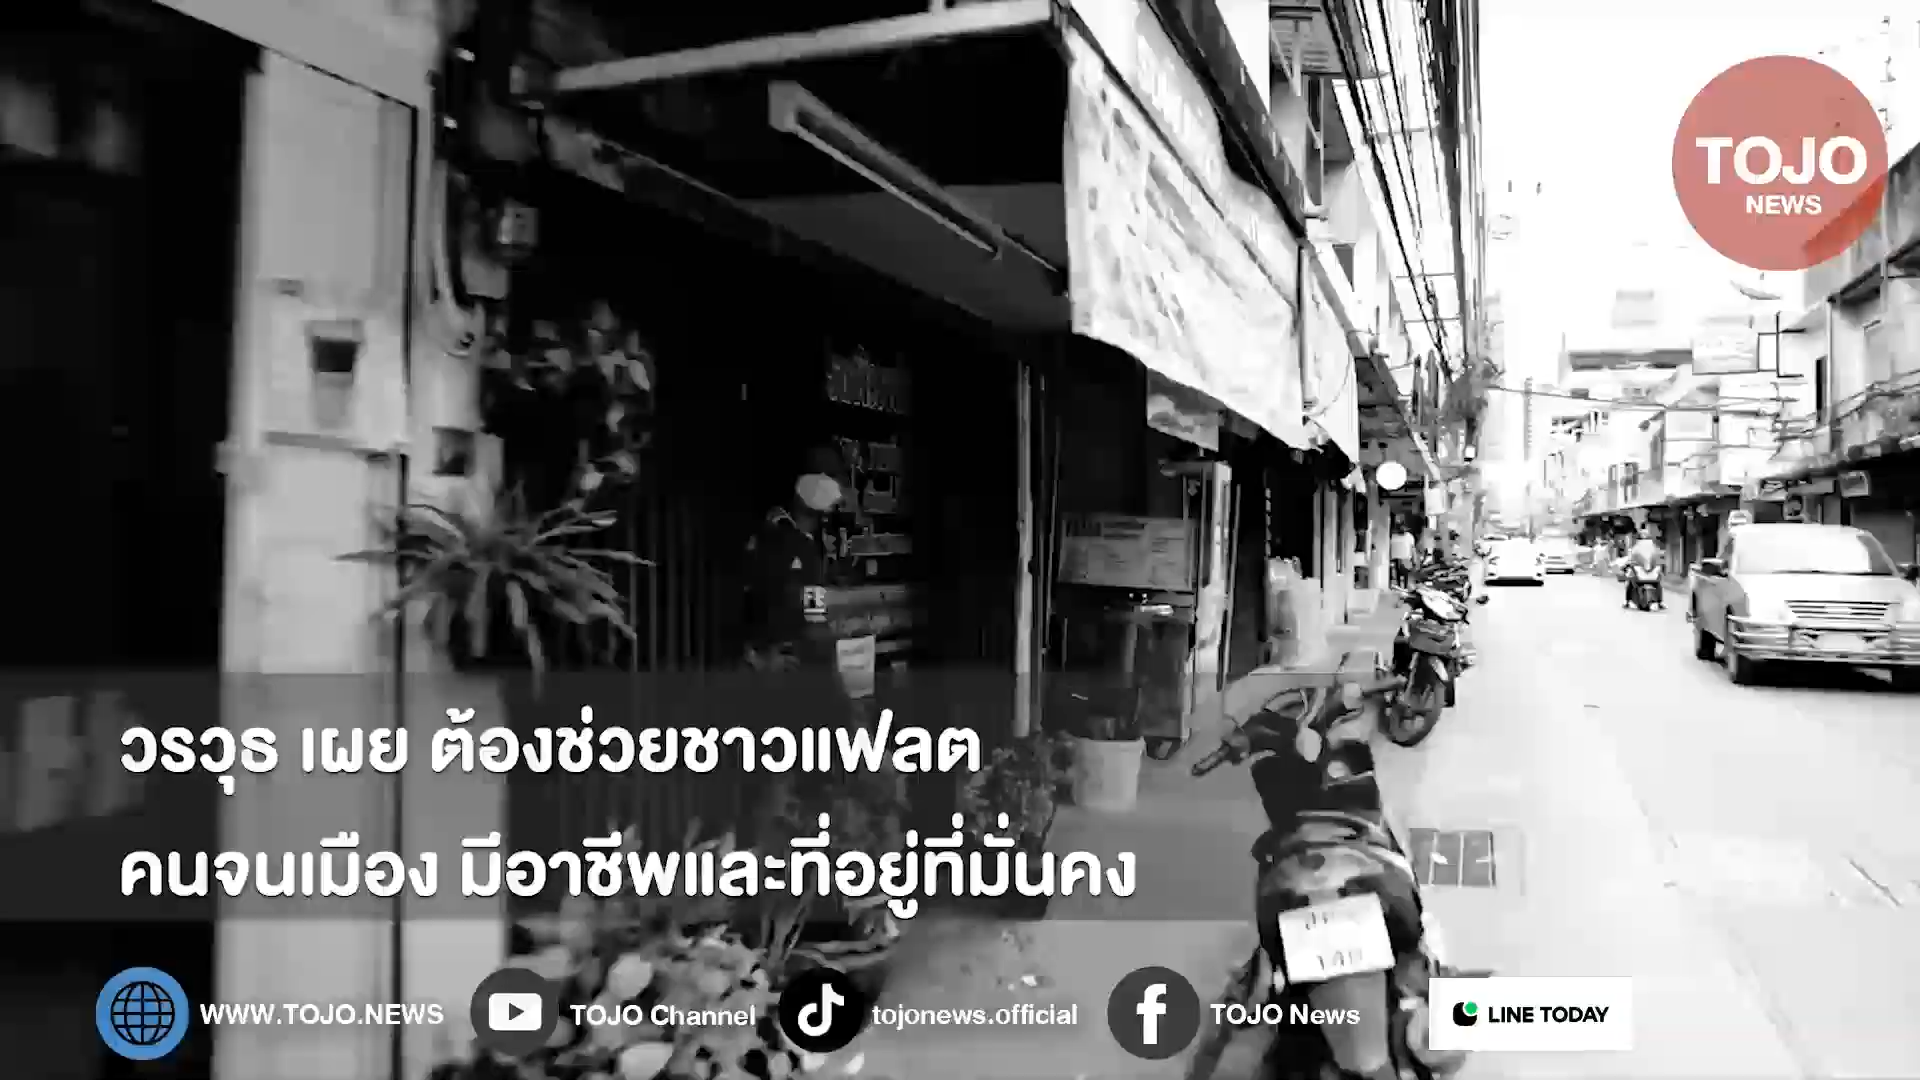 TOJO
NEWS
วรวุธ เผย ต้องช่วยชาวแฟลต
คนจนเมือง มีอาชีพและที่อยู่ที่มั่นคง
WWW.TOJO.NEWS
TOJO Channel
tojonews.official
TOJO News
LINE TODAY